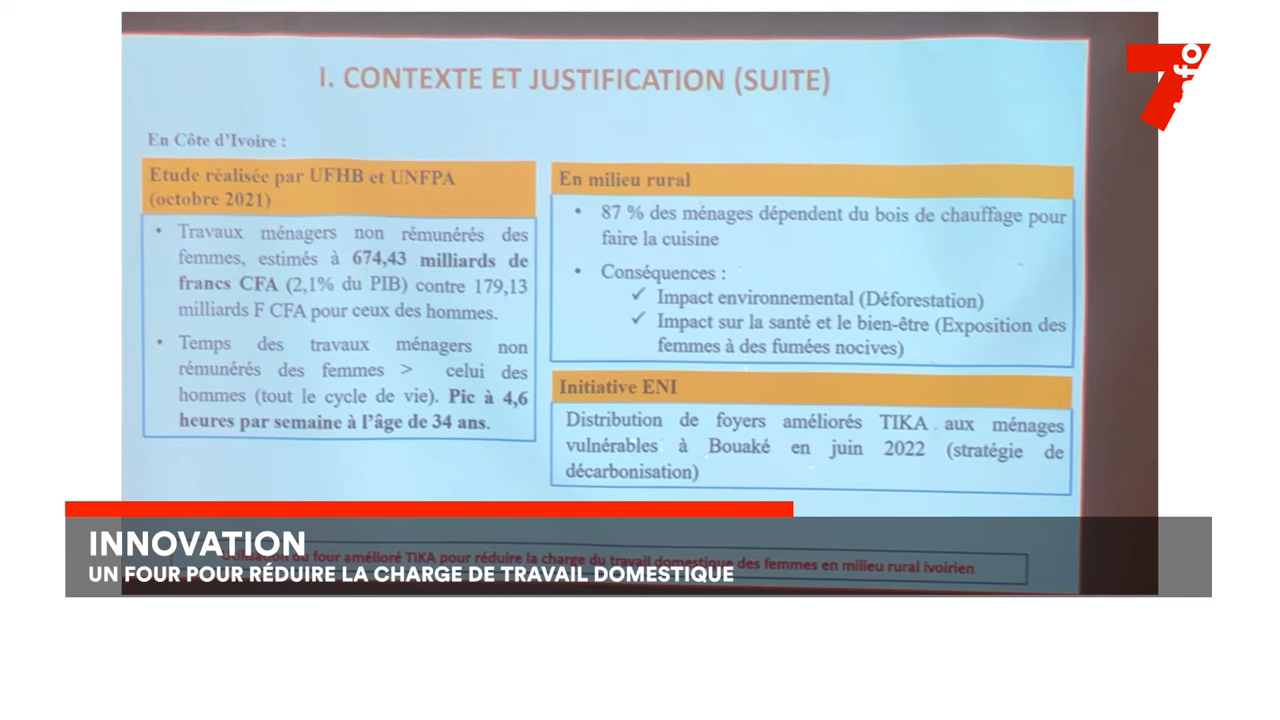 I. CONTEXTE ET JUSTIFICATION (SUITE)
En Côte d'Ivoire :
Etude réalisée par UFHB et UNFPA
(octobre 2021)
• Travaux ménagers non rémunérés des
femmes, estimés à 674,43 milliards de
francs CFA (2,1% du PIB) contre 179,13
milliards F CFA pour ceux des hommes.
• Temps des travaux ménagers non
rémunérés des femmes > celui des
hommes (tout le cycle de vie). Pic à 4,6
heures par semaine à l'âge de 34 ans.
En milieu rural
• 87 % des ménages dépendent du bois de chauffage pour
faire la cuisine
• Conséquences :
✓ Impact environnemental (Déforestation)
✓ Impact sur la santé et le bien-être (Exposition des
femmes à des fumées nocives)
Initiative ENI
Distribution de foyers améliorés TIKA aux ménages
vulnérables à Bouaké en juin 2022 (stratégie de
décarbonisation)
Utilisation du four amélioré TIKA pour réduire la charge du travail domestique des femmes en milieu rural ivoirien
INNOVATION
UN FOUR POUR RÉDUIRE LA CHARGE DE TRAVAIL DOMESTIQUE
7info